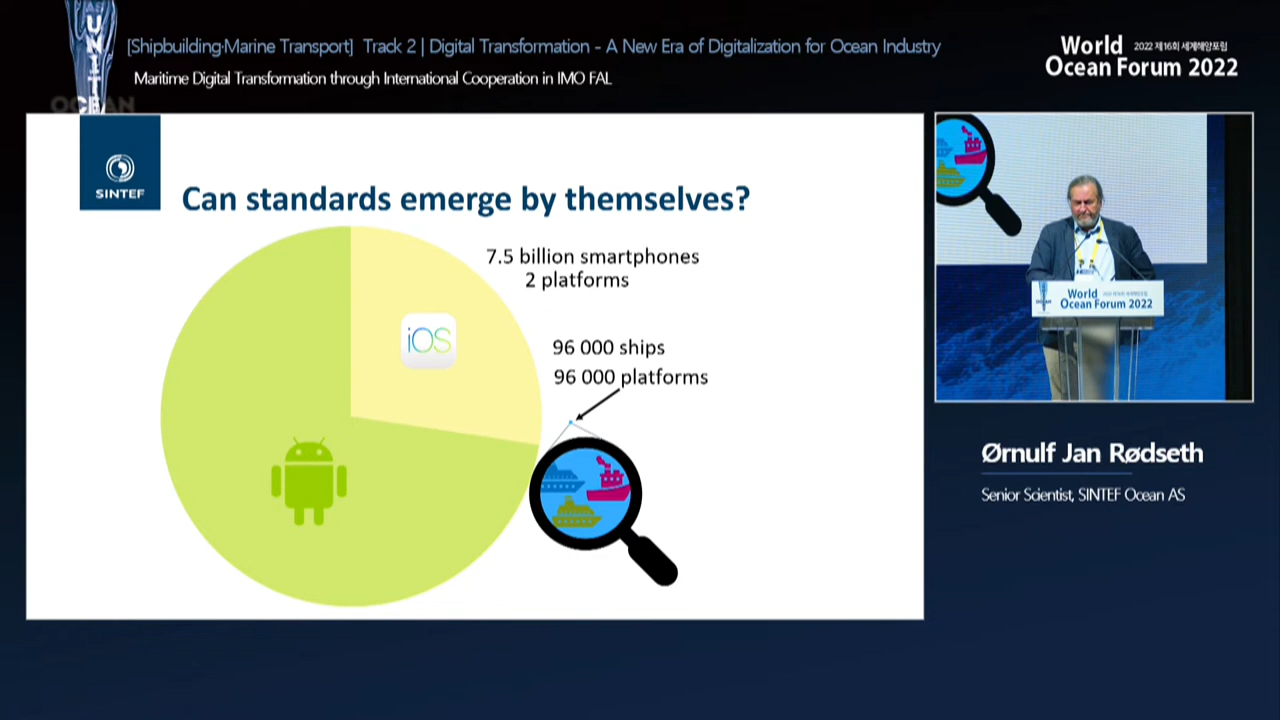 UNITE
OCEAN
[Shipbuilding·Marine Transport] Track 2 | Digital Transformation - A New Era of Digitalization for Ocean Industry
Maritime Digital Transformation through International Cooperation in IMO FAL
World 2022 제16회 세계해양포럼
Ocean Forum 2022
SINTEF
Can standards emerge by themselves?
7.5 billion smartphones
2 platforms
iOS
96 000 ships
96 000 platforms
World
Ocean Forum 2022
Ørnulf Jan Rødseth
Senior Scientist, SINTEF Ocean AS